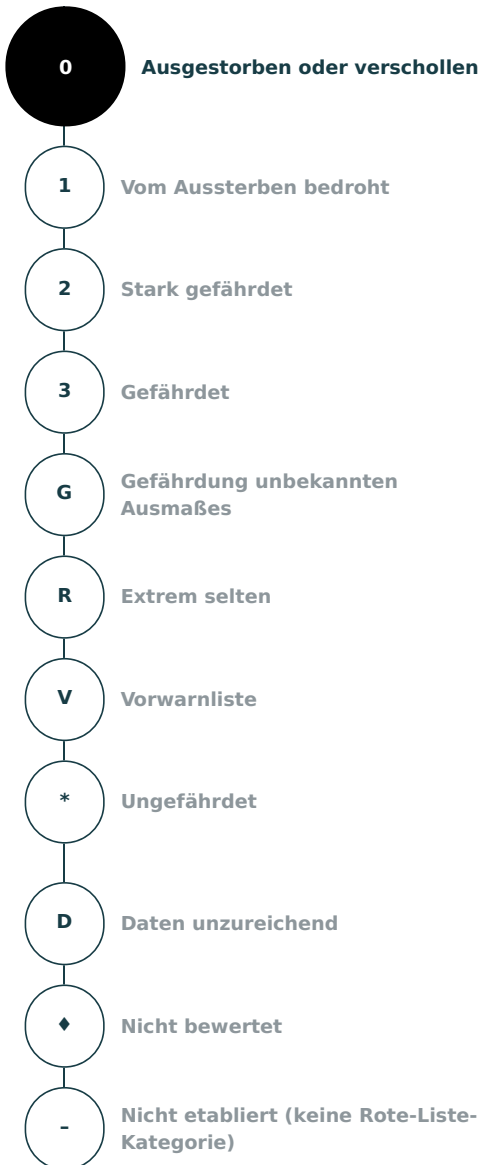 0 Ausgestorben oder verschollen
1 Vom Aussterben bedroht
2 Stark gefährdet
3 Gefährdet
G Gefährdung unbekannten
Ausmaßes
R Extrem selten
V Vorwarnliste
* Ungefährdet
D Daten unzureichend
♦ Nicht bewertet
– Nicht etabliert (keine Rote-Liste-
Kategorie)